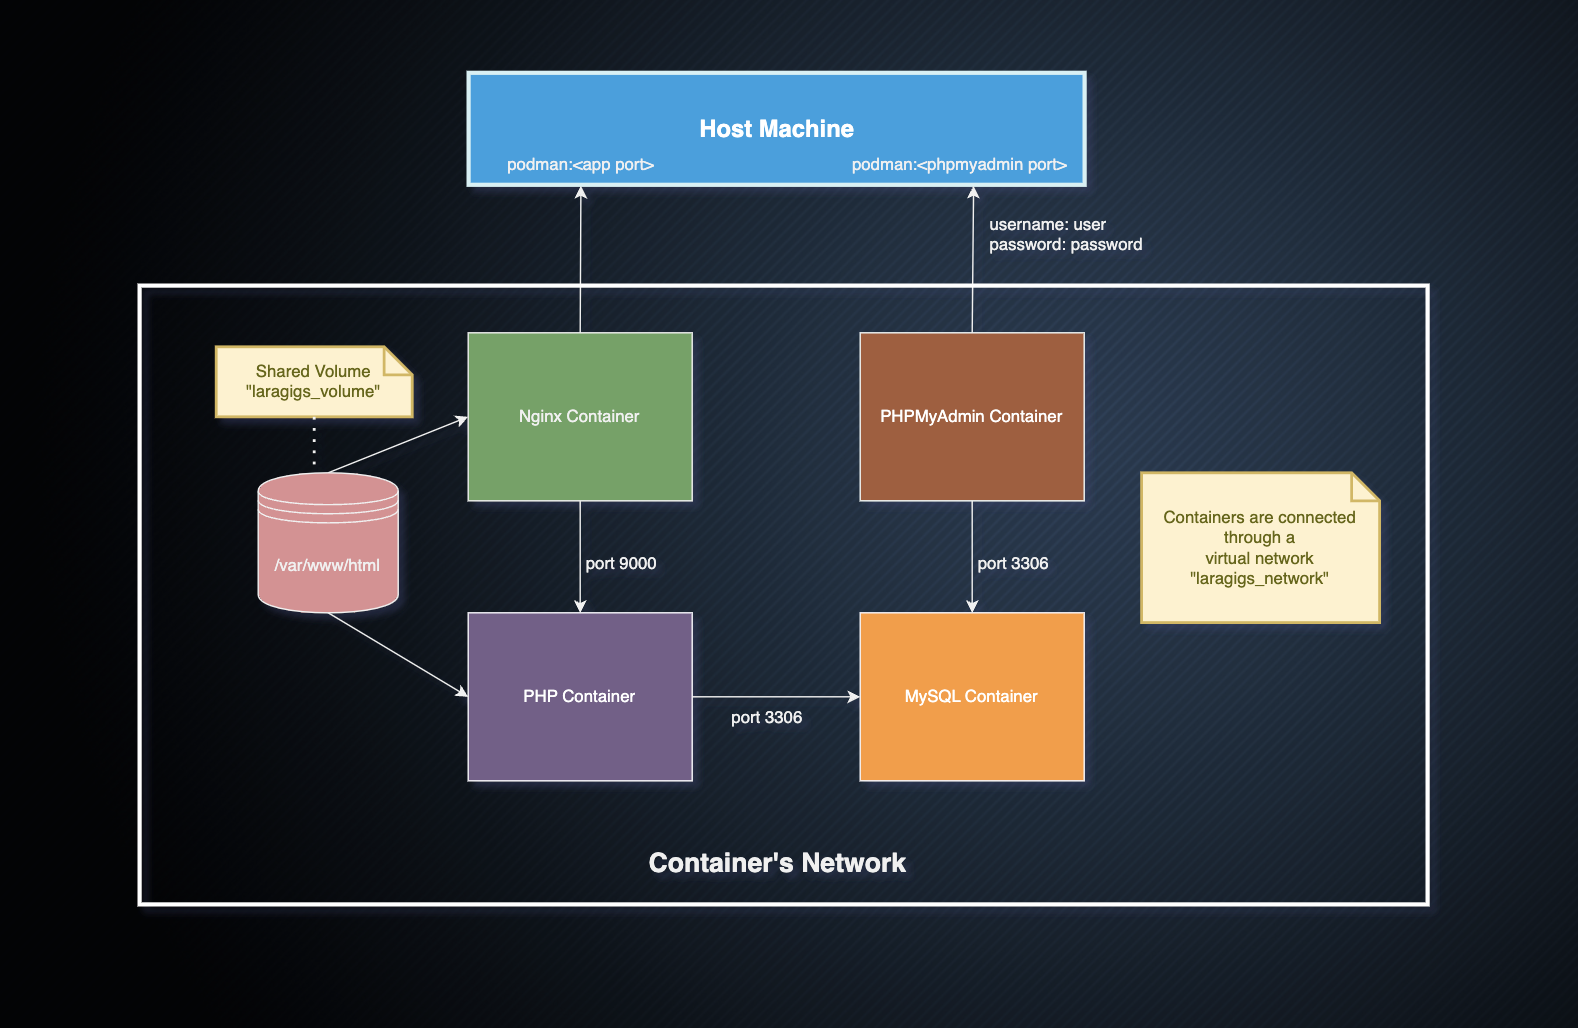 Host Machine
podman:<app port>
podman:<phpmyadmin port>
username: user
password: password
Shared Volume
"laragigs_volume"
Nginx Container
PHPMyAdmin Container
Containers are connected
through a
virtual network
"laragigs_network"
/var/www/html
port 9000
port 3306
PHP Container
port 3306
MySQL Container
Container's Network